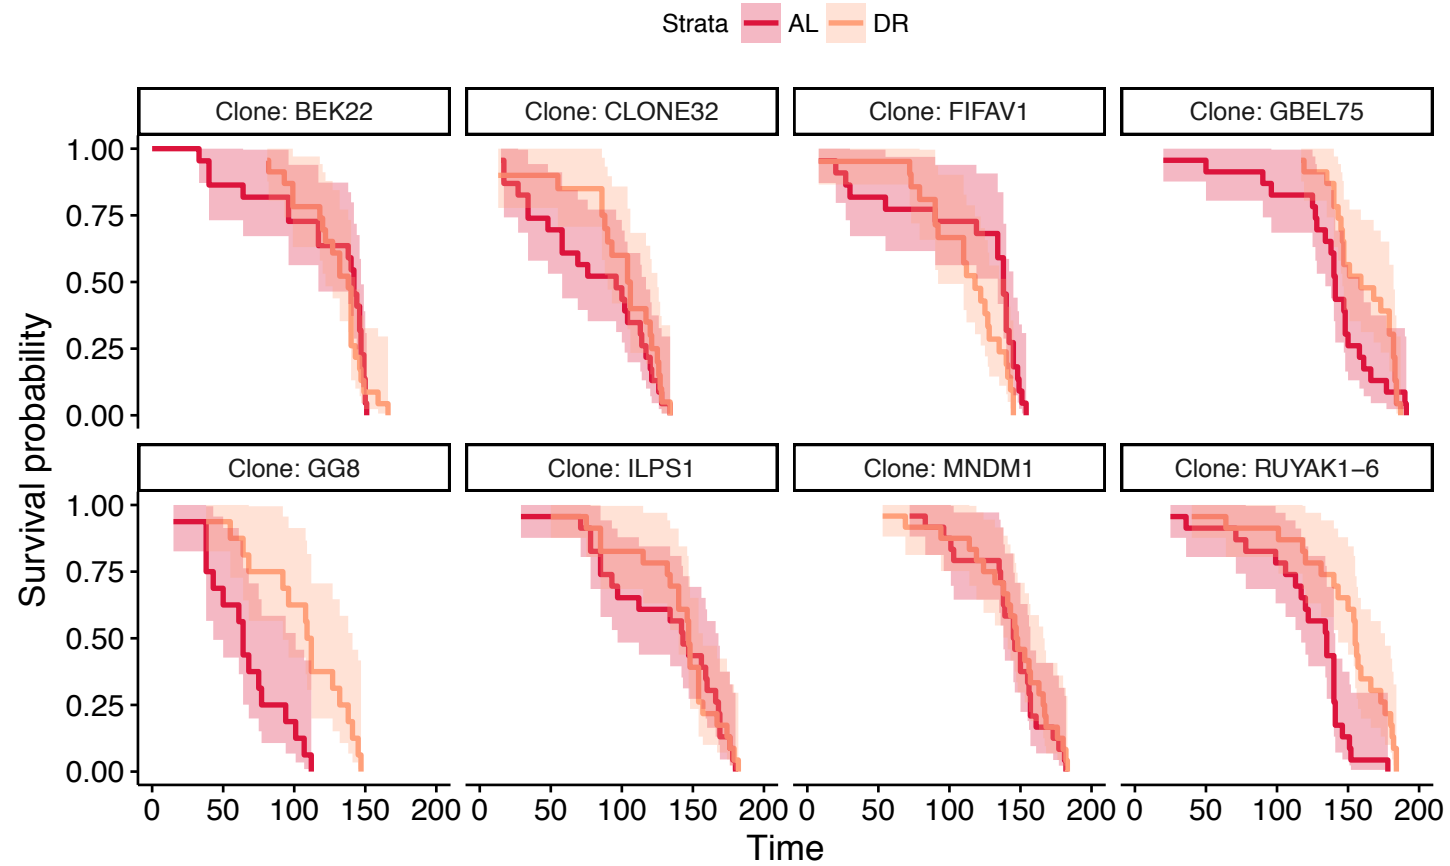 Strata AL DR
Clone: BEK22 Clone: CLONE32 Clone: FIFAV1 Clone: GBEL75
1.00
0.75
0.50
0.25
0.00
Survival probability
Clone: GG8 Clone: ILPS1 Clone: MNDM1 Clone: RUYAK1−6
1.00
0.75
0.50
0.25
0.00
0 50 100 150 200 0 50 100 150 200 0 50 100 150 200 0 50 100 150 200
Time